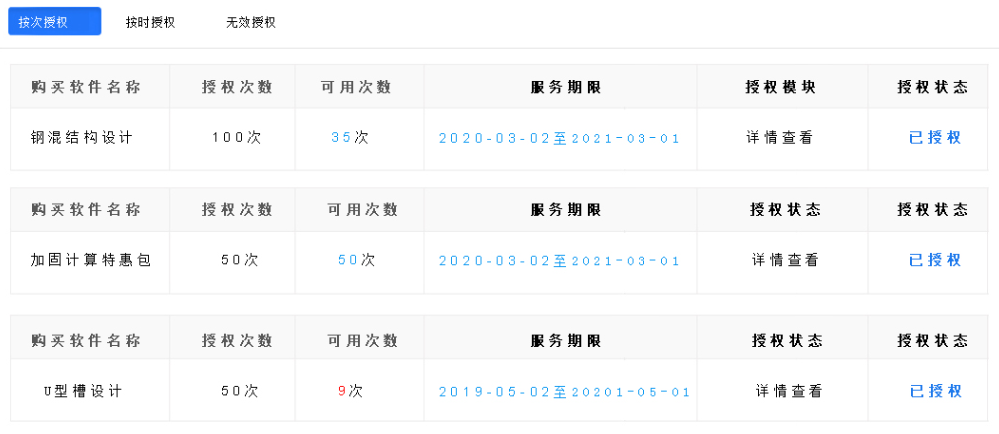 按次授权 按时授权 无效授权
购买软件名称 授权次数 可用次数 服务期限 授权模块 授权状态
钢混结构设计 100次 35次 2020-03-02至2021-03-01 详情查看 已授权
购买软件名称 授权次数 可用次数 服务期限 授权状态 授权状态
加固计算特惠包 50次 50次 2020-03-02至2021-03-01 详情查看 已授权
购买软件名称 授权次数 可用次数 服务期限 授权状态 授权状态
U型槽设计 50次 9次 2019-05-02至20201-05-01 详情查看 已授权